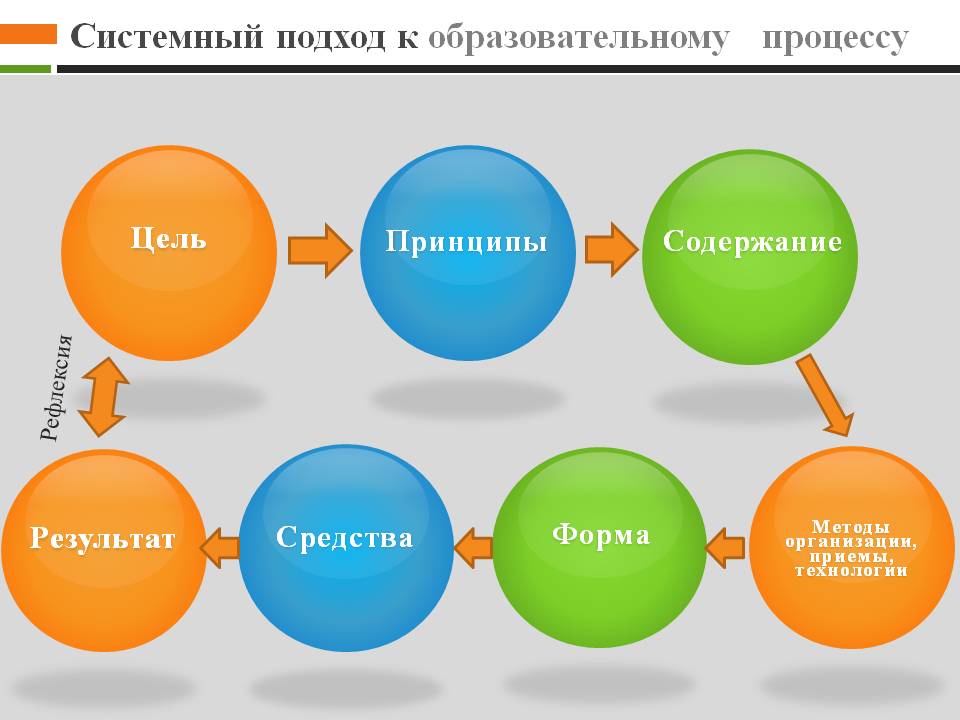 Системный подход к образовательному процессу
Цель
Принципы
Содержание
Рефлексия
Результат
Средства
Форма
Методы
организации,
приемы,
технологии